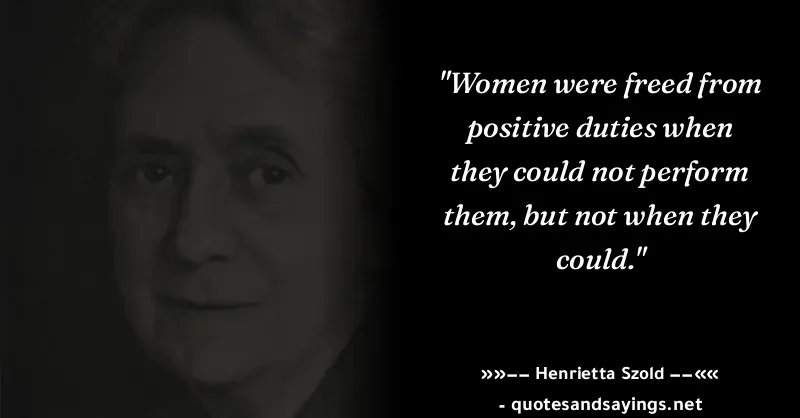 "Women were freed from
positive duties when
they could not perform
them, but not when they
could."
»»—— Henrietta Szold ——««
- quotesandsayings.net